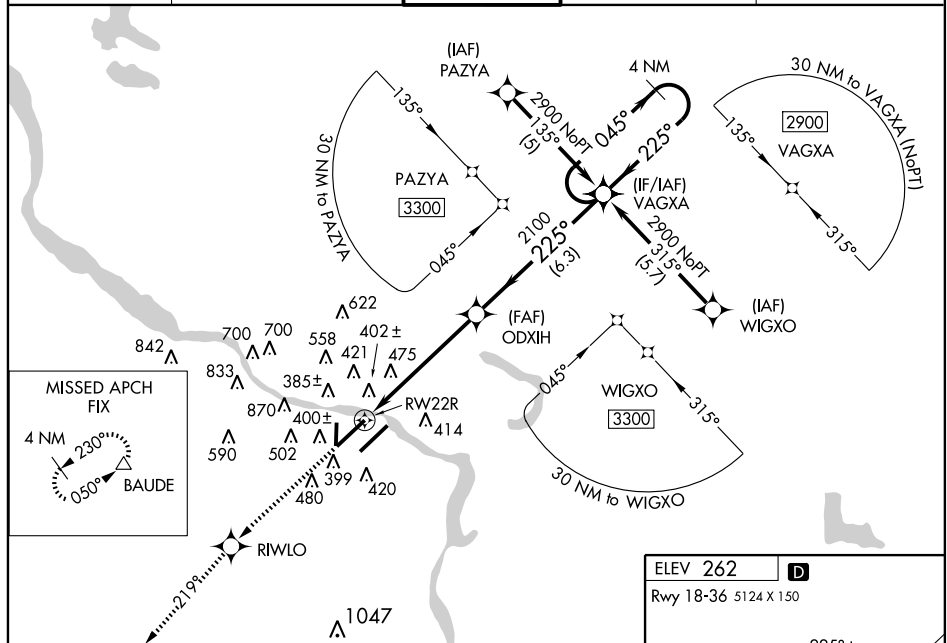 (IAF)
PAZYA
4 NM
2900 NoPT
135°
(5)
045°
225°
30 NM to VAGXA (NoPT)
135°
2900
VAGXA
315°
135°
30 NM to PAZYA
PAZYA
3300
045°
(IF/IAF)
VAGXA
2100
225°
(6.3)
2900 NoPT
315°
(5.7)
(IAF)
WIGXO
(FAF)
ODXIH
622
402 ±
700
700
558
842
421
475
833
385±
870
400±
RW22R
414
590
502
399
480
420
045°
WIGXO
3300
315°
30 NM to WIGXO
MISSED APCH
FIX
4 NM
230°
050°
BAUDE
RIWLO
219°
1047
ELEV 262
D
Rwy 18-36 5124 X 150